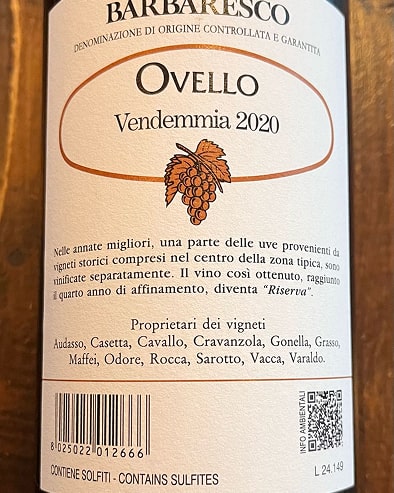 BARBARESCO
DENOMINAZIONE DI ORIGINE CONTROLLATA E GARANTITA
OVELLO
Vendemmia 2020
Nelle annate migliori, una parte delle uve provenienti da
vigneti storici compresi nel centro della zona tipica, sono
vinificate separatamente. Il vino così ottenuto, raggiunto
il quarto anno di affinamento, diventa “Riserva”.
Proprietari dei vigneti
Audasso, Casetta, Cavallo, Cravanzola, Gonella, Grasso,
Maffei, Odore, Rocca, Sarotto, Vacca, Varaldo.
8 025022 012666
INFO AMBIENTALI
CONTIENE SOLFITI - CONTAINS SULFITES
L 24.149